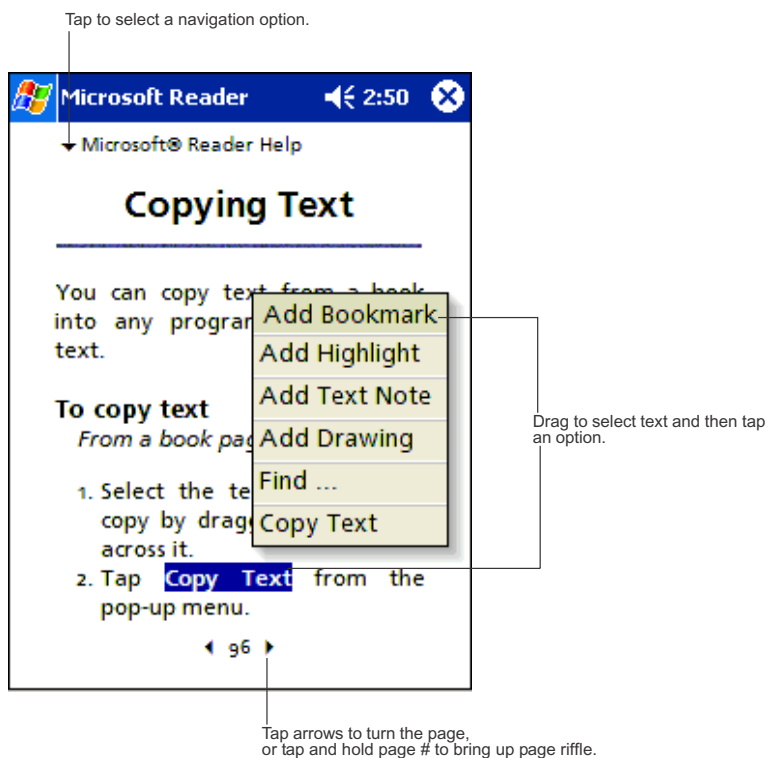 Tap to select a navigation option.
Microsoft Reader 2:50
Microsoft® Reader Help
Copying Text
You can copy text from a book
into any program
text.
Add Bookmark
Add Highlight
Add Text Note
Add Drawing
Find ...
Copy Text
To copy text
From a book pag
1. Select the te
copy by dragg
across it.
2. Tap Copy Text from the
pop-up menu.
96
Drag to select text and then tap
an option.
Tap arrows to turn the page,
or tap and hold page # to bring up page riffle.